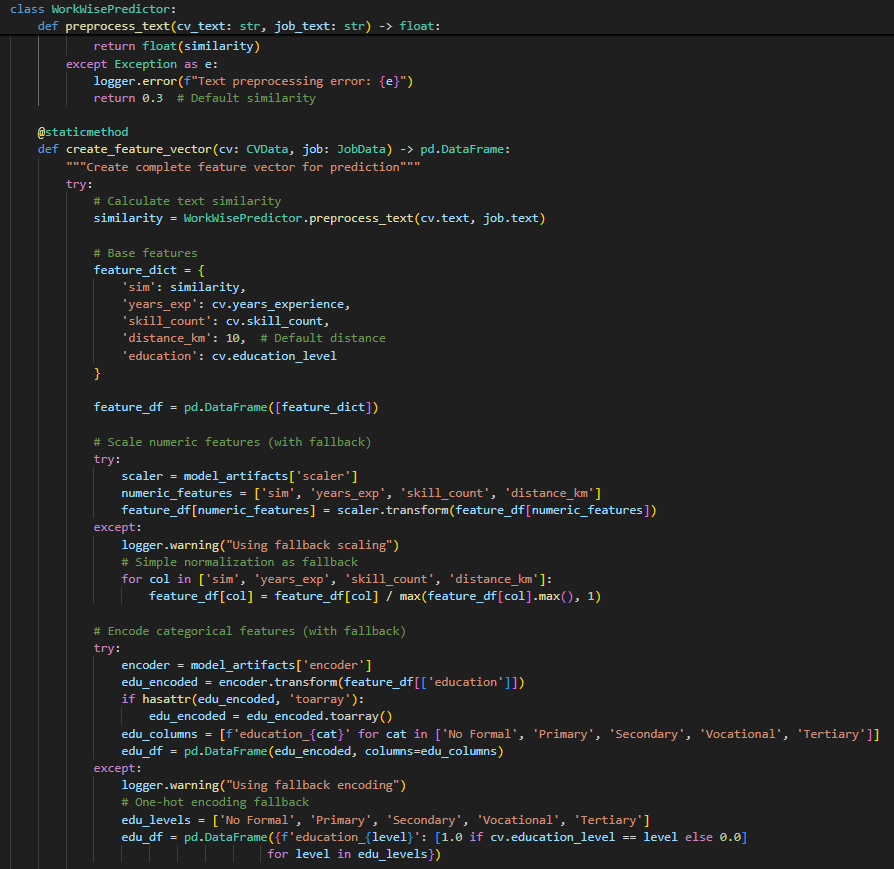 class WorkWisePredictor:
    def preprocess_text(cv_text: str, job_text: str) -> float:
            return float(similarity)
        except Exception as e:
            logger.error(f"Text preprocessing error: {e}")
            return 0.3  # Default similarity

    @staticmethod
    def create_feature_vector(cv: CVData, job: JobData) -> pd.DataFrame:
        """Create complete feature vector for prediction"""
        try:
            # Calculate text similarity
            similarity = WorkWisePredictor.preprocess_text(cv.text, job.text)

            # Base features
            feature_dict = {
                'sim': similarity,
                'years_exp': cv.years_experience,
                'skill_count': cv.skill_count,
                'distance_km': 10,  # Default distance
                'education': cv.education_level
            }

            feature_df = pd.DataFrame([feature_dict])

            # Scale numeric features (with fallback)
            try:
                scaler = model_artifacts['scaler']
                numeric_features = ['sim', 'years_exp', 'skill_count', 'distance_km']
                feature_df[numeric_features] = scaler.transform(feature_df[numeric_features])
            except:
                logger.warning("Using fallback scaling")
                # Simple normalization as fallback
                for col in ['sim', 'years_exp', 'skill_count', 'distance_km']:
                    feature_df[col] = feature_df[col] / max(feature_df[col].max(), 1)

            # Encode categorical features (with fallback)
            try:
                encoder = model_artifacts['encoder']
                edu_encoded = encoder.transform(feature_df[['education']])
                if hasattr(edu_encoded, 'toarray'):
                    edu_encoded = edu_encoded.toarray()
                edu_columns = [f'education_{cat}' for cat in ['No Formal', 'Primary', 'Secondary', 'Vocational', 'Tertiary']]
                edu_df = pd.DataFrame(edu_encoded, columns=edu_columns)
            except:
                logger.warning("Using fallback encoding")
                # One-hot encoding fallback
                edu_levels = ['No Formal', 'Primary', 'Secondary', 'Vocational', 'Tertiary']
                edu_df = pd.DataFrame({f'education_{level}': [1.0 if cv.education_level == level else 0.0]
                                     for level in edu_levels})